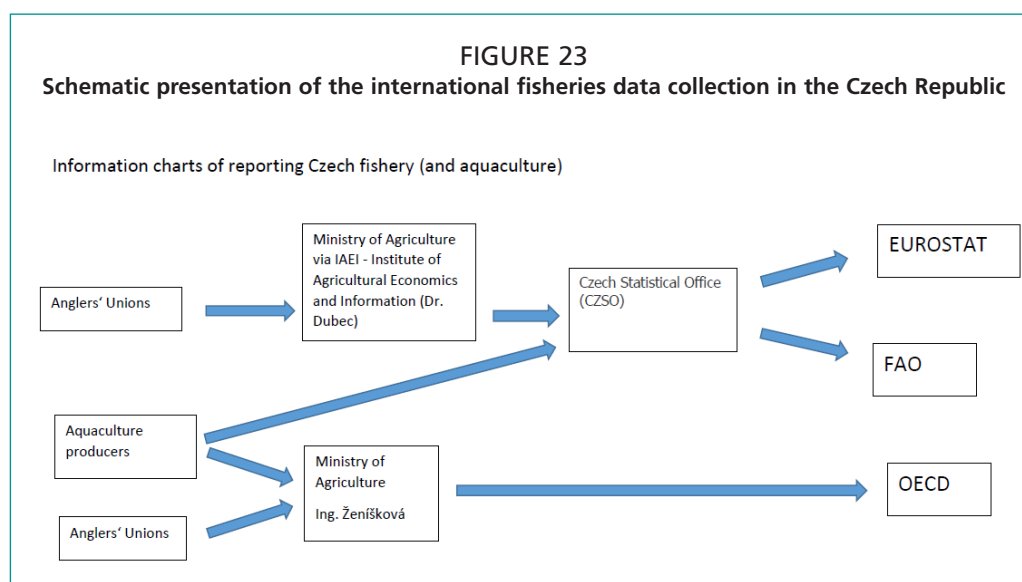 FIGURE 23
Schematic presentation of the international fisheries data collection in the Czech Republic
Information charts of reporting Czech fishery (and aquaculture)
Anglers‘ Unions
Ministry of Agriculture
via IAEI - Institute of
Agricultural Economics
and Information (Dr.
Dubec)
Czech Statistical Office
(CZSO)
EUROSTAT
FAO
Aquaculture
producers
Anglers‘ Unions
Ministry of
Agriculture
Ing. Ženíšková
OECD